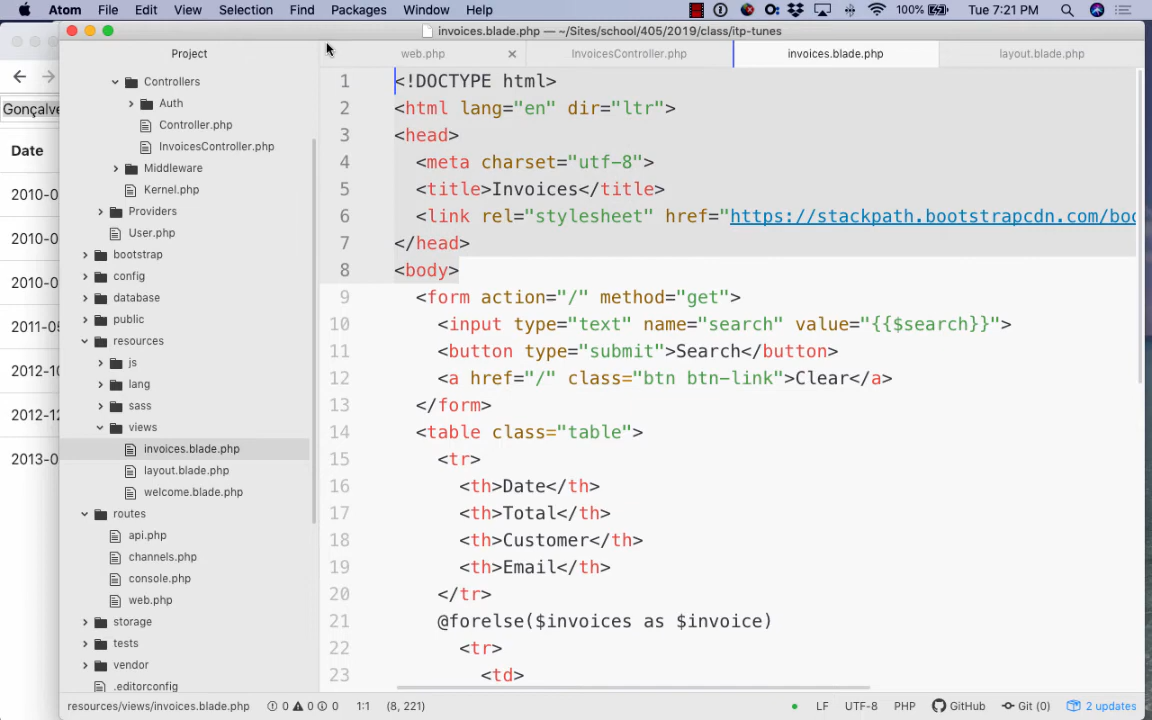 Atom File Edit View Selection Find Packages Window Help 100% Tue 7:21 PM
invoices.blade.php — ~/Sites/school/405/2019/class/itp-tunes
Project web.php InvoicesController.php invoices.blade.php layout.blade.php
Gonçalve
Date
2010-0
2010-0
2010-0
2011-05
2012-10
2012-12
2013-0
Controllers
Auth
Controller.php
InvoicesController.php
Middleware
Kernel.php
Providers
User.php
bootstrap
config
database
public
resources
js
lang
sass
views
invoices.blade.php
layout.blade.php
welcome.blade.php
routes
api.php
channels.php
console.php
web.php
storage
tests
vendor
.editorconfig
1 <!DOCTYPE html>
2 <html lang="en" dir="ltr">
3 <head>
4 <meta charset="utf-8">
5 <title>Invoices</title>
6 <link rel="stylesheet" href="https://stackpath.bootstrapcdn.com/boo
7 </head>
8 <body>
9 <form action="/" method="get">
10 <input type="text" name="search" value="{{$search}}">
11 <button type="submit">Search</button>
12 <a href="/" class="btn btn-link">Clear</a>
13 </form>
14 <table class="table">
15 <tr>
16 <th>Date</th>
17 <th>Total</th>
18 <th>Customer</th>
19 <th>Email</th>
20 </tr>
21 @forelse($invoices as $invoice)
22 <tr>
23 <td>
resources/views/invoices.blade.php 0 0 0 1:1 (8, 221) LF UTF-8 PHP GitHub Git (0) 2 updates